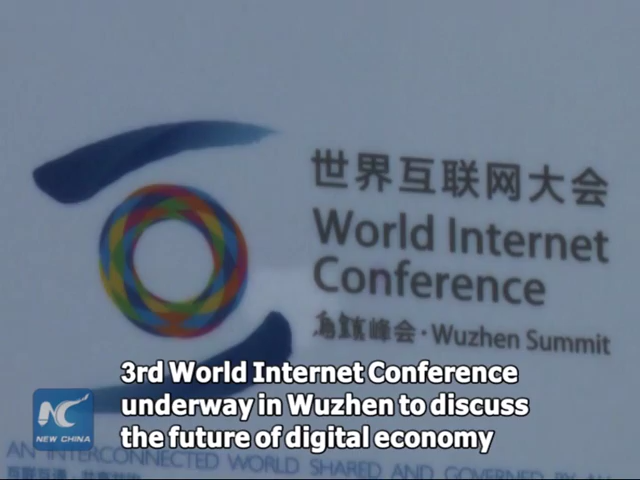 世界互联网大会
World Internet
Conference
乌镇峰会·Wuzhen Summit
3rd World Internet Conference
underway in Wuzhen to discuss
the future of digital economy
NC
NEW CHINA
AN INTERCONNECTED WORLD SHARED AND GOVERNED BY